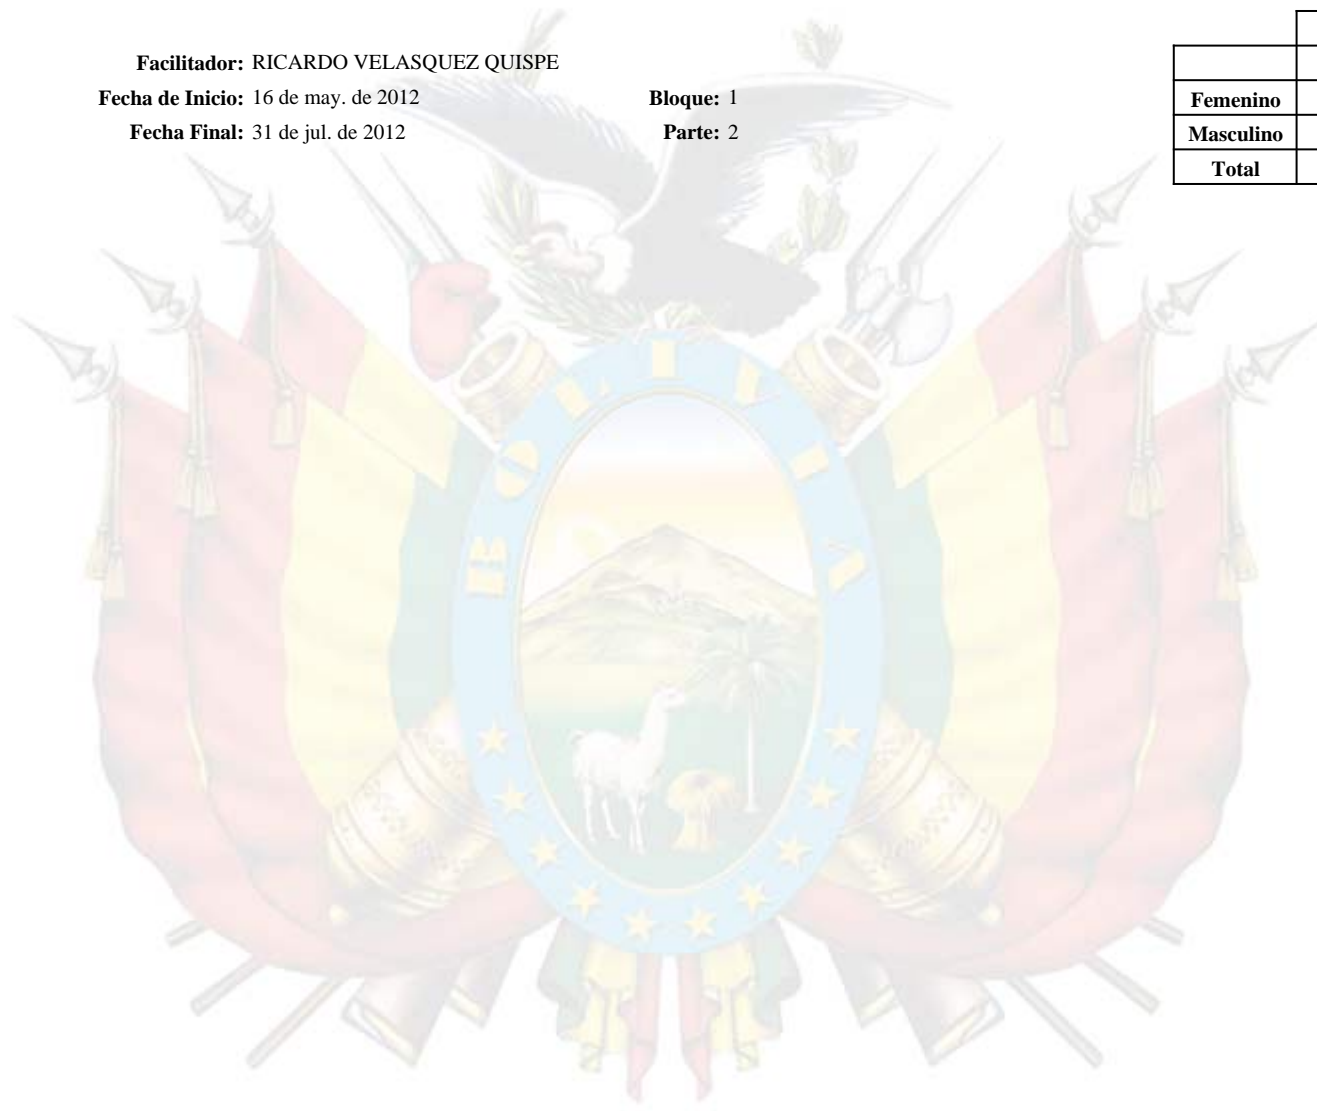 Facilitador: RICARDO VELASQUEZ QUISPE
Fecha de Inicio: 16 de may. de 2012 Bloque: 1
Fecha Final: 31 de jul. de 2012 Parte: 2
Femenino
Masculino
Total
BOLIVIA